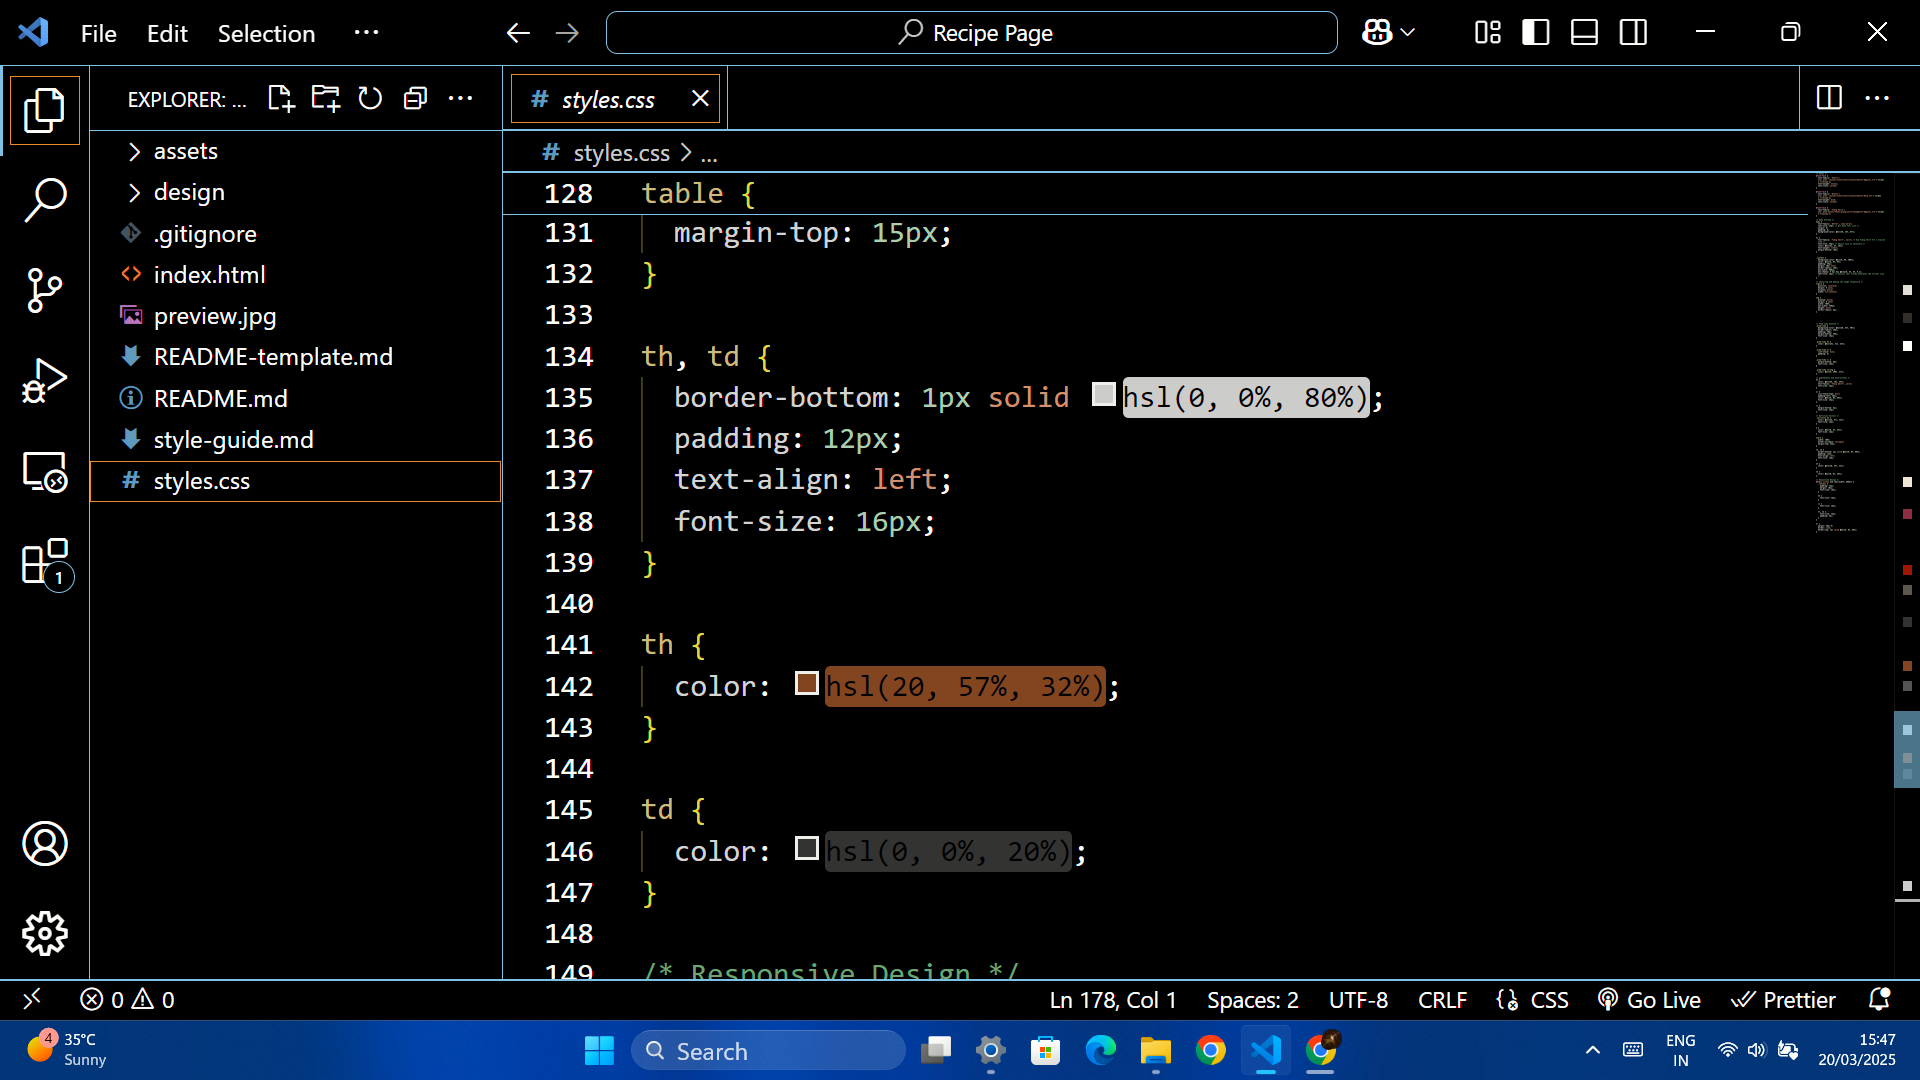 File Edit Selection ···
Recipe Page
EXPLORER: ...
assets
design
.gitignore
index.html
preview.jpg
README-template.md
README.md
style-guide.md
# styles.css
1
# styles.css
# styles.css > ...
128 table {
131 margin-top: 15px;
132 }
133
134 th, td {
135 border-bottom: 1px solid hsl(0, 0%, 80%);
136 padding: 12px;
137 text-align: left;
138 font-size: 16px;
139 }
140
141 th {
142 color: hsl(20, 57%, 32%);
143 }
144
145 td {
146 color: hsl(0, 0%, 20%);
147 }
148
149 /* Responsive Design */
0 0
Ln 178, Col 1 Spaces: 2 UTF-8 CRLF CSS Go Live Prettier
4
35°C
Sunny
Search
ENG
IN
15:47
20/03/2025